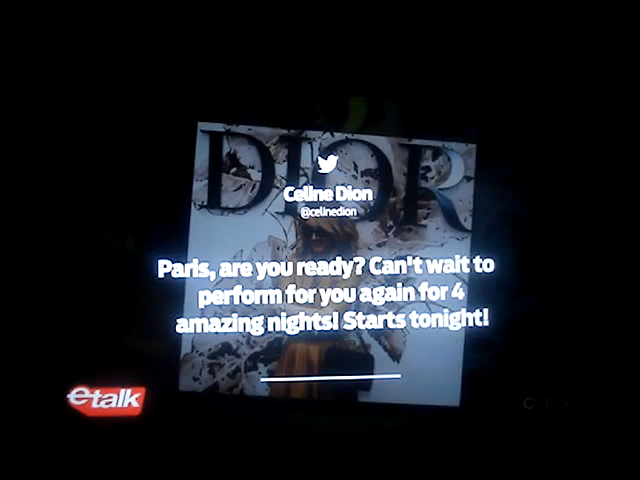 DIOR
Celine Dion
@celinedion
Paris, are you ready? Can't wait to
perform for you again for 4
amazing nights! Starts tonight!
etalk
CTV